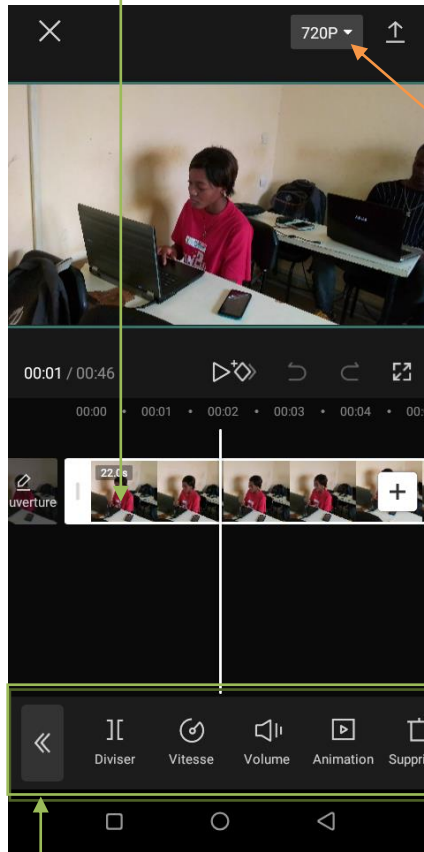 720P
00:01 / 00:46
00:00 • 00:01 • 00:02 • 00:03 • 00:04 • 00:
22,0s
uverture
Diviser Vitesse Volume Animation Suppri